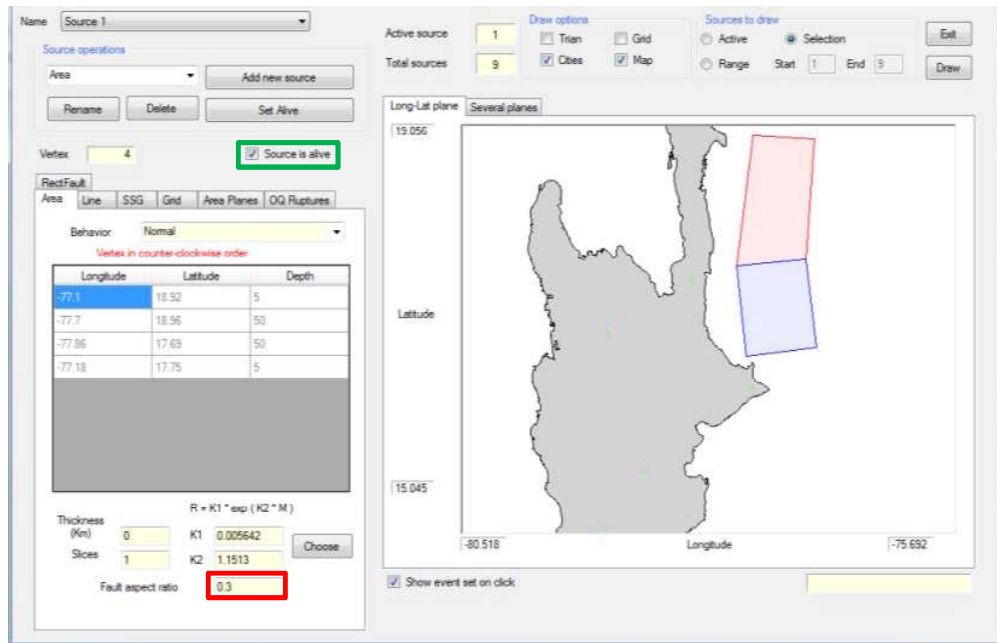 Name Source 1
Source operations
Area Add new source
Rename Delete Set Alive
Vertex 4 Source is alive
RectFault
Area Line SSG Grid Area Planes OQ Ruptures
Behavior Normal
Vertex in counter-clockwise order
Longitude Latitude Depth
-77.1 18.92 5
-77.7 18.96 50
-77.86 17.69 50
-77.18 17.75 5
R = K1 * exp ( K2 * M )
Thickness
(Km) 0 K1 0.005642
Choose
Slices 1 K2 1.1513
Fault aspect ratio 0.3
Active source 1
Total sources 9
Draw options
Trian Grid
Cities Map
Sources to draw
Active Selection
Range Start 1 End 9
Exit
Draw
Long-Lat plane Several planes
19.056
Latitude
15.045
-80.518 Longitude -75.692
Show event set on click